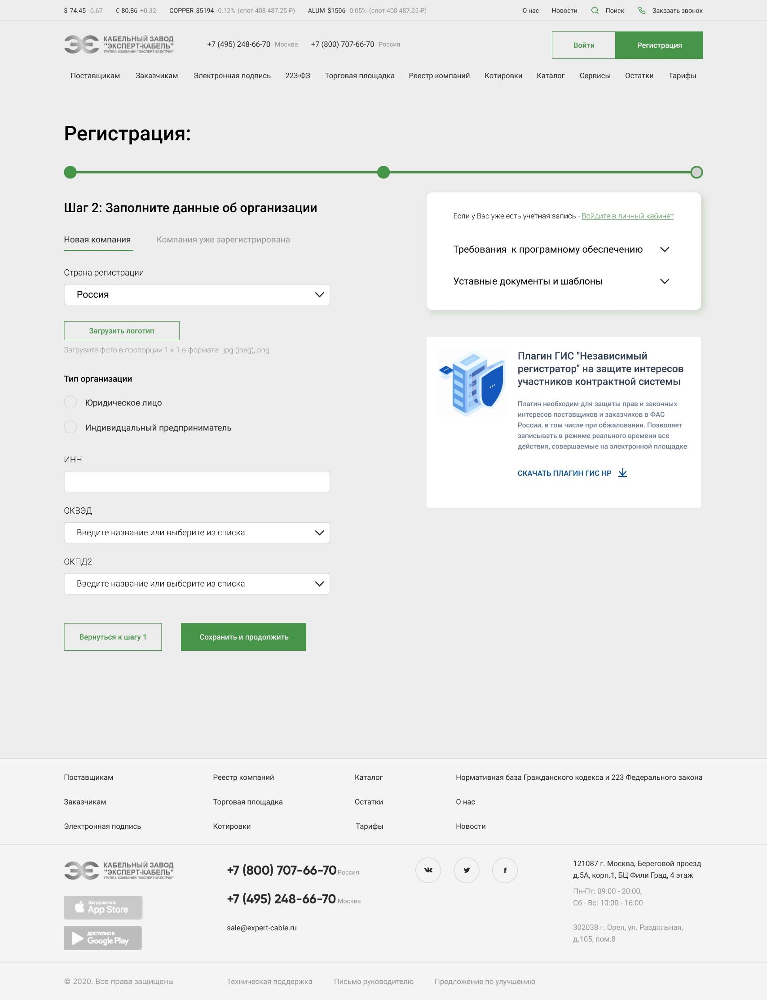 $ 74.45 -0.67 € 80.86 +0.32 COPPER $5194 -0.12% (спот 408 487.25 ₽) ALUM $1506 -0.05% (спот 408 487.25 ₽) О нас Новости Поиск Заказать звонок
КАБЕЛЬНЫЙ ЗАВОД
"ЭКСПЕРТ-КАБЕЛЬ"
ГРУППА КОМПАНИЙ "ЭКСПЕРТ-ЭЛЕКТРИК"
+7 (495) 248-66-70 Москва +7 (800) 707-66-70 Россия
Войти Регистрация
Поставщикам Заказчикам Электронная подпись 223-ФЗ Торговая площадка Реестр компаний Котировки Каталог Сервисы Остатки Тарифы
Регистрация:
Шаг 2: Заполните данные об организации
Новая компания Компания уже зарегистрирована
Страна регистрации
Россия
Загрузить логотип
Загрузите фото в пропорции 1 к 1 в формате: jpg (jpeg), png
Тип организации
Юридическое лицо
Индивидцальный предприниматель
ИНН
ОКВЭД
Введите название или выберите из списка
ОКПД2
Введите название или выберите из списка
Вернуться к шагу 1 Сохранить и продолжить
Если у Вас уже есть учетная запись - Войдите в личный кабинет
Требования к програмному обеспечению
Уставные документы и шаблоны
Плагин ГИС "Независимый
регистратор" на защите интересов
участников контрактной системы
Плагин необходим для защиты прав и законных
интересов поставщиков и заказчиков в ФАС
России, в том числе при обжаловании. Позволяет
записывать в режиме реального времени все
действия, совершаемые на электронной площадке
СКАЧАТЬ ПЛАГИН ГИС НР
Поставщикам Реестр компаний Каталог Нормативная база Гражданского кодекса и 223 Федерального закона
Заказчикам Торговая площадка Остатки О нас
Электронная подпись Котировки Тарифы Новости
КАБЕЛЬНЫЙ ЗАВОД
"ЭКСПЕРТ-КАБЕЛЬ"
ГРУППА КОМПАНИЙ "ЭКСПЕРТ-ЭЛЕКТРИК"
Загрузите в
App Store
ДОСТУПНО В
Google Play
+7 (800) 707-66-70 Россия
+7 (495) 248-66-70 Москва
sale@expert-cable.ru
121087 г. Москва, Береговой проезд
д.5А, корп.1, БЦ Фили Град, 4 этаж
Пн-Пт: 09:00 - 20:00,
Сб - Вс: 10:00 - 16:00
302038 г. Орел, ул. Раздольная,
д.105, пом.8
© 2020. Все права защищены Техническая поддержка Письмо руководителю Предложение по улучшению